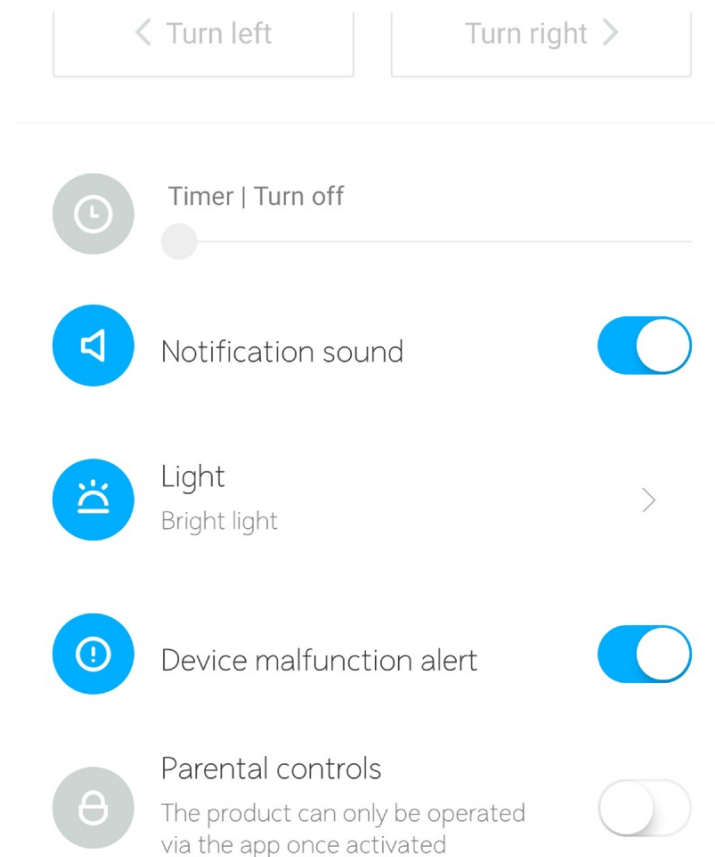 Turn left
Turn right
Timer | Turn off
Notification sound
Light
Bright light
Device malfunction alert
Parental controls
The product can only be operated
via the app once activated